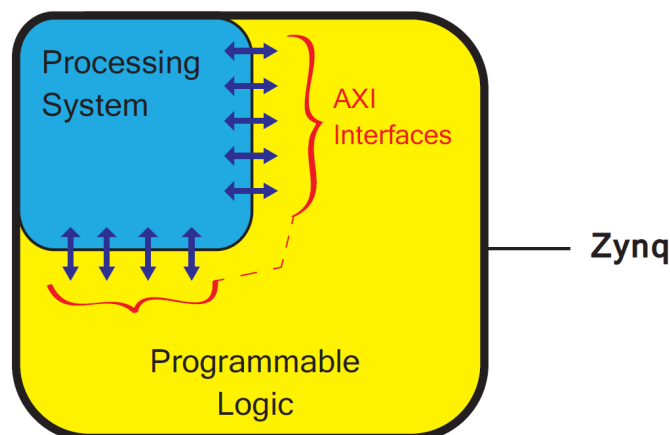 Processing
System
AXI
Interfaces
Zynq
Programmable
Logic